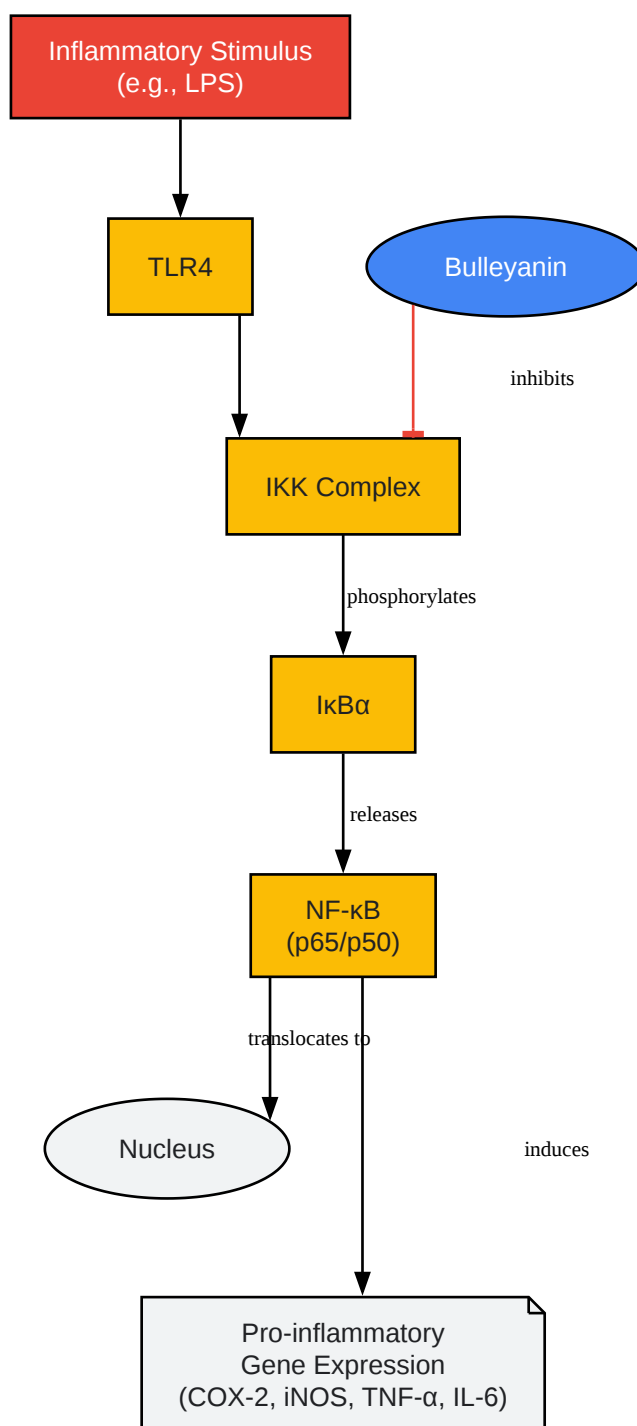 Inflammatory Stimulus
(e.g., LPS)
TLR4
Bulleyanin
inhibits
IKK Complex
phosphorylates
IκBα
releases
NF-κB
(p65/p50)
translocates to
Nucleus
induces
Pro-inflammatory
Gene Expression
(COX-2, iNOS, TNF-α, IL-6)